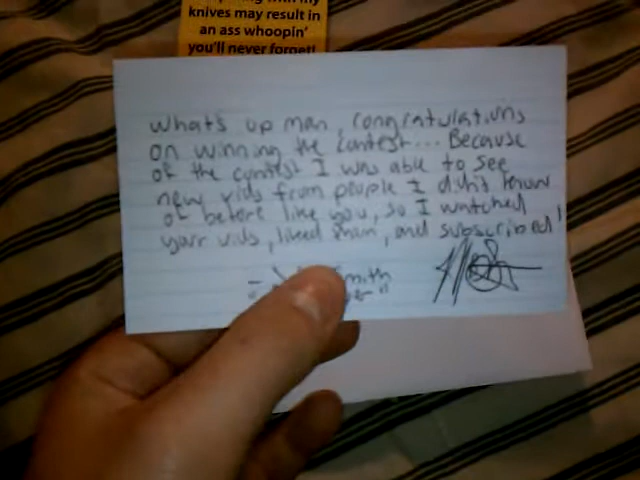 knives may result in
an ass whoopin'
you'll never forget!
What's up man, congratulations
on winning the contest... Because
of the contest I was able to see
new vids from people I didn't know
of before like you, so I watched
your vids, liked them, and subscribed!